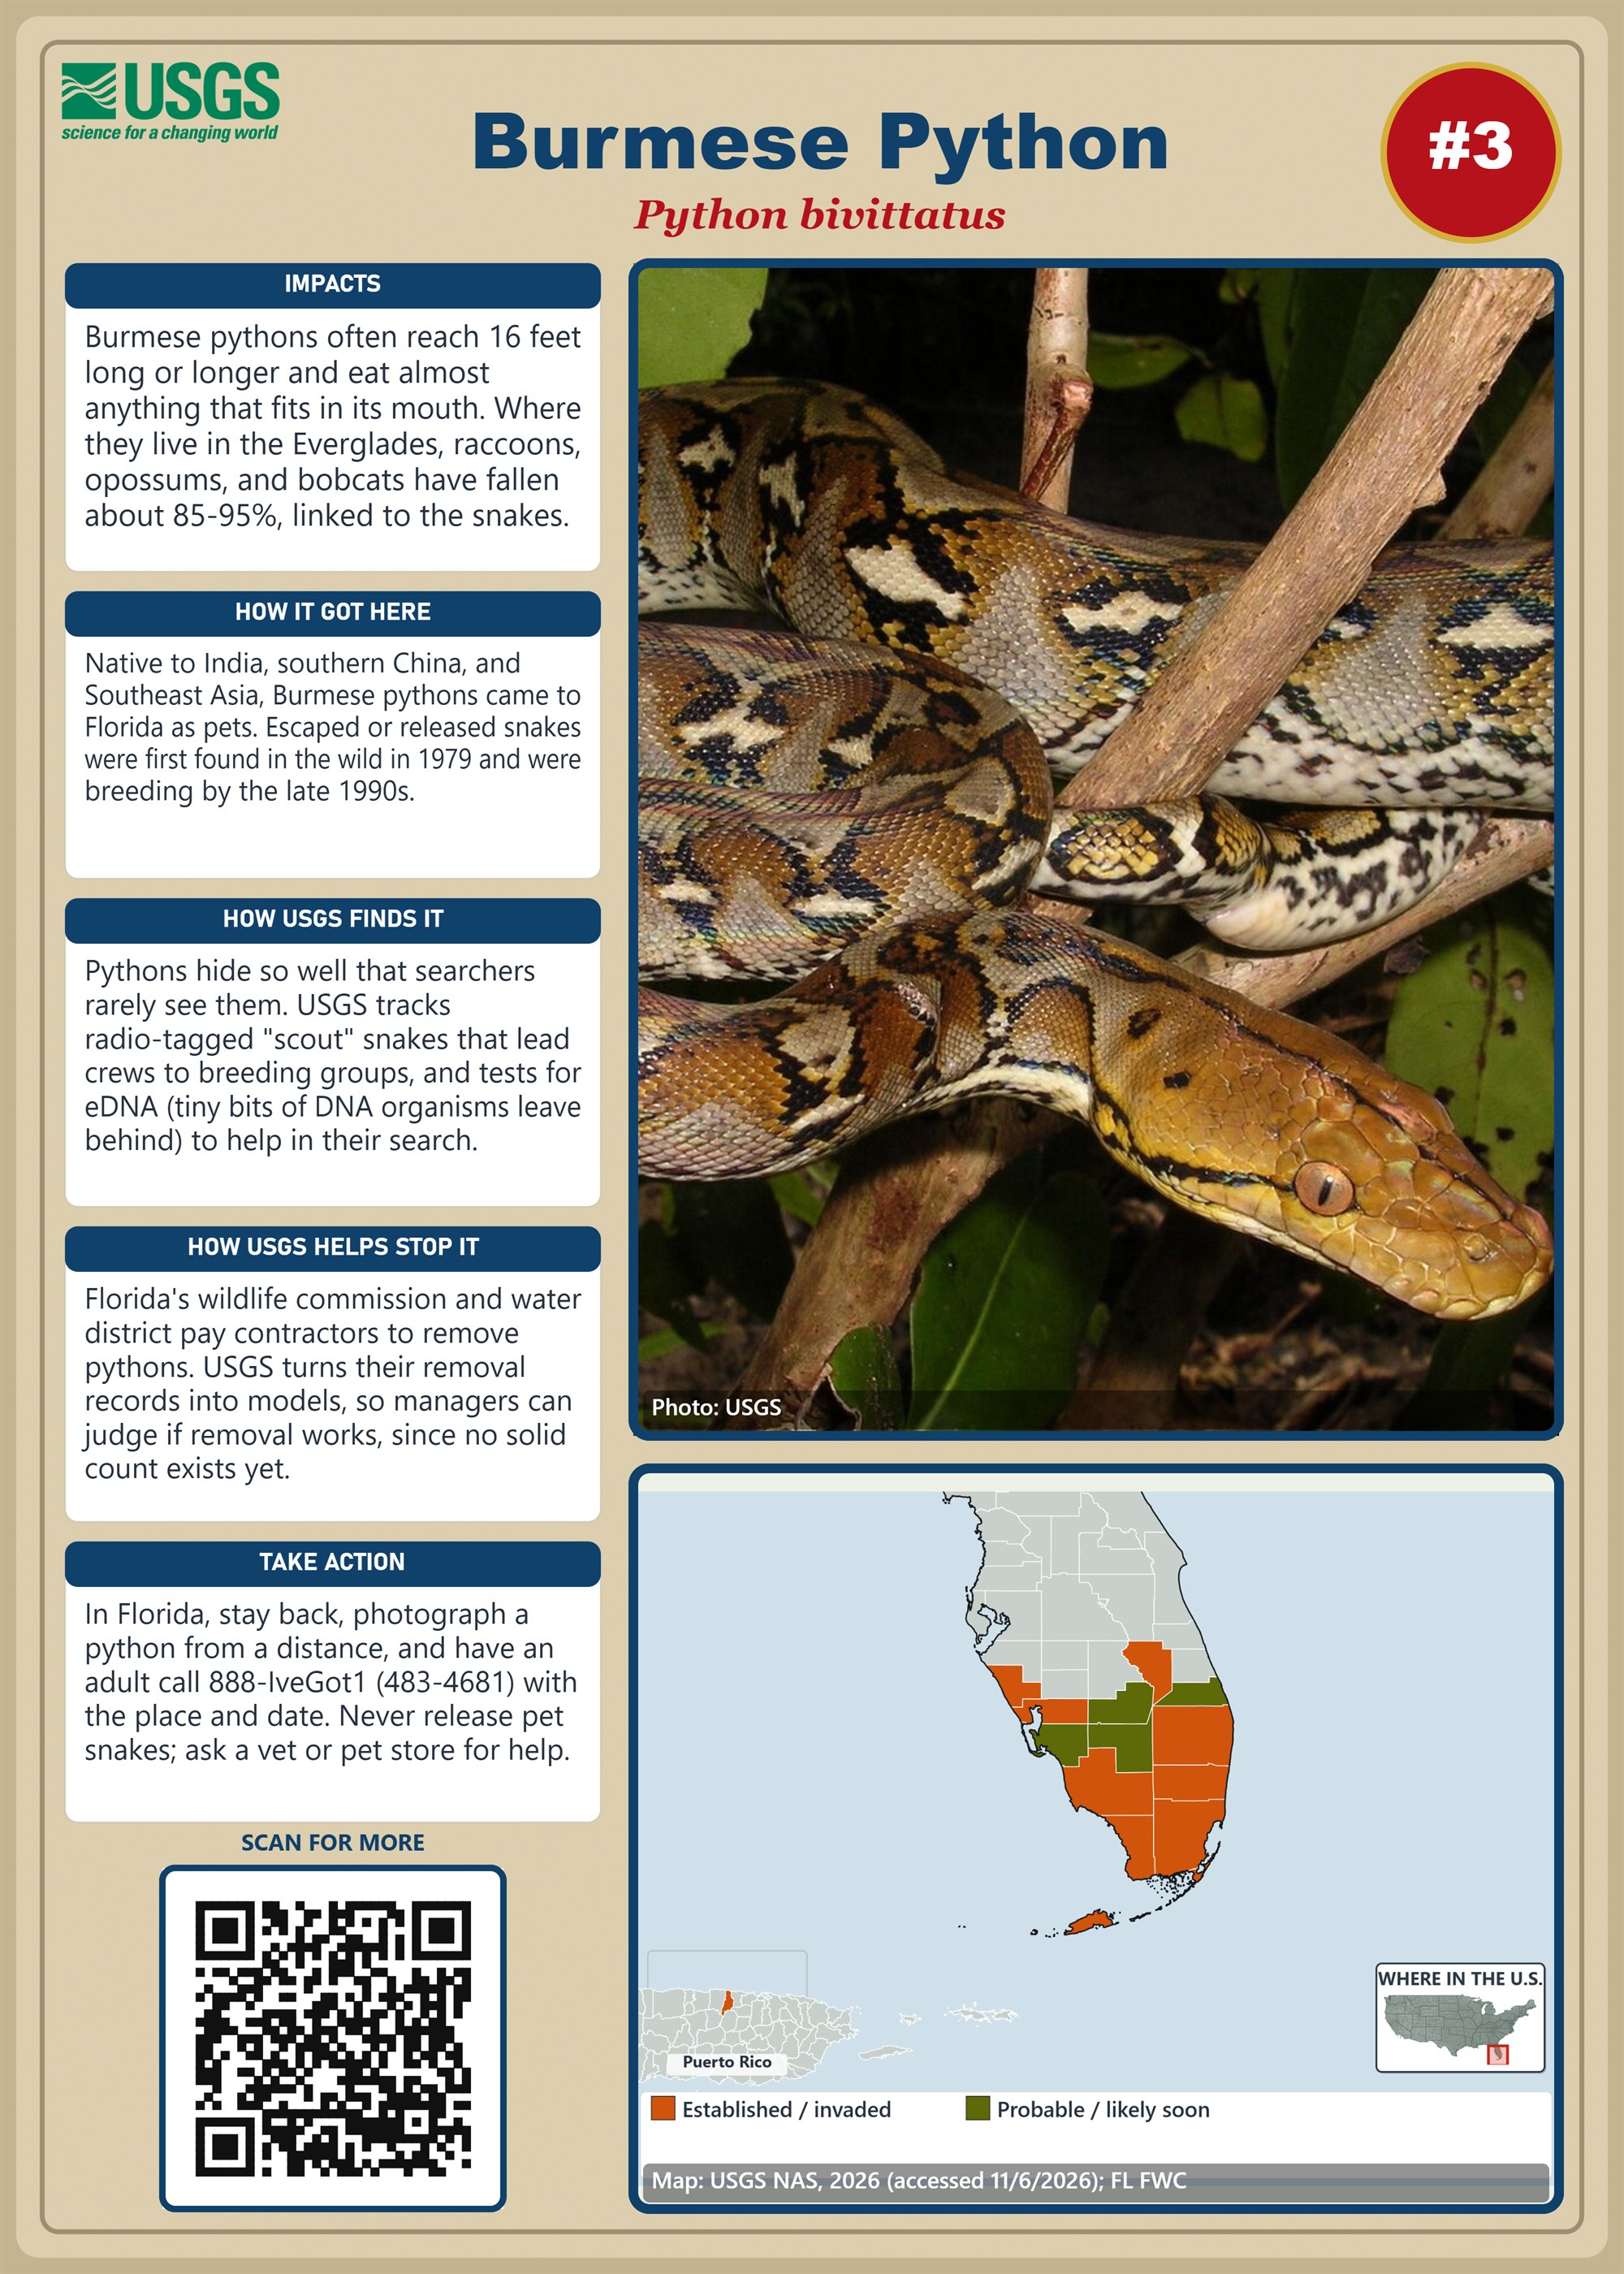 USGS
science for a changing world
Burmese Python
Python bivittatus
#3
IMPACTS
Burmese pythons often reach 16 feet
long or longer and eat almost
anything that fits in its mouth. Where
they live in the Everglades, raccoons,
opossums, and bobcats have fallen
about 85-95%, linked to the snakes.
HOW IT GOT HERE
Native to India, southern China, and
Southeast Asia, Burmese pythons came to
Florida as pets. Escaped or released snakes
were first found in the wild in 1979 and were
breeding by the late 1990s.
HOW USGS FINDS IT
Pythons hide so well that searchers
rarely see them. USGS tracks
radio-tagged "scout" snakes that lead
crews to breeding groups, and tests for
eDNA (tiny bits of DNA organisms leave
behind) to help in their search.
HOW USGS HELPS STOP IT
Florida's wildlife commission and water
district pay contractors to remove
pythons. USGS turns their removal
records into models, so managers can
judge if removal works, since no solid
count exists yet.
TAKE ACTION
In Florida, stay back, photograph a
python from a distance, and have an
adult call 888-IveGot1 (483-4681) with
the place and date. Never release pet
snakes; ask a vet or pet store for help.
SCAN FOR MORE
Photo: USGS
WHERE IN THE U.S.
Puerto Rico
Established / invaded
Probable / likely soon
Map: USGS NAS, 2026 (accessed 11/6/2026); FL FWC